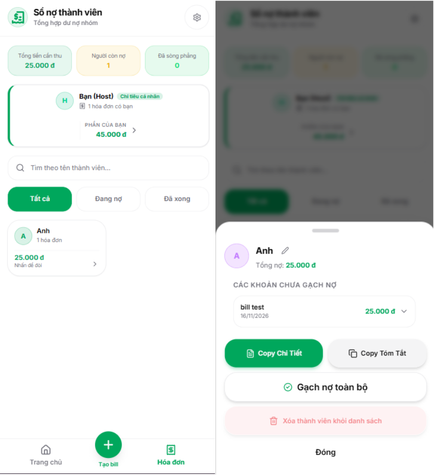 Sổ nợ thành viên
Tổng hợp dư nợ nhóm
Tổng tiền cần thu
25.000 đ
Người còn nợ
1
Đã sòng phẳng
0
H
Bạn (Host) Chi tiêu cá nhân
1 hóa đơn có bạn
PHẦN CỦA BẠN
45.000 đ
Tìm theo tên thành viên...
Tất cả
Đang nợ
Đã xong
A
Anh
1 hóa đơn
25.000 đ
Nhấn để đòi
Trang chủ
Tạo bill
Hóa đơn
A
Anh
Tổng nợ: 25.000 đ
CÁC KHOẢN CHƯA GẠCH NỢ
bill test
16/11/2026
25.000 đ
Copy Chi Tiết
Copy Tóm Tắt
Gạch nợ toàn bộ
Xóa thành viên khỏi danh sách
Đóng